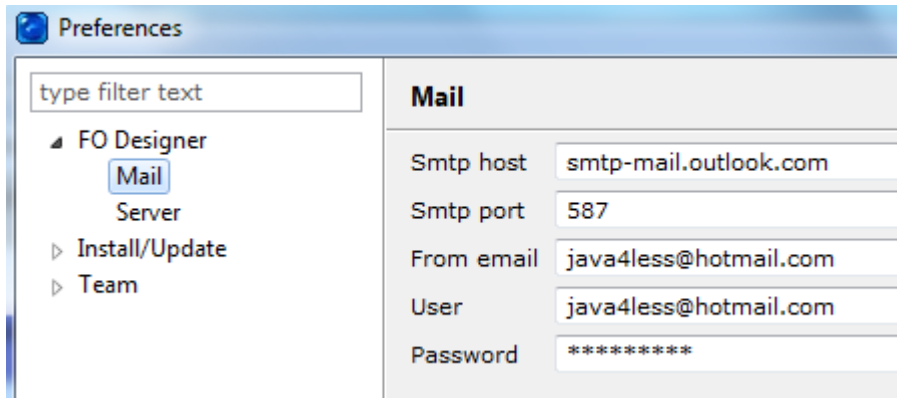 Preferences
type filter text
FO Designer
Mail
Server
Install/Update
Team
Mail
Smtp host smtp-mail.outlook.com
Smtp port 587
From email java4less@hotmail.com
User java4less@hotmail.com
Password *********